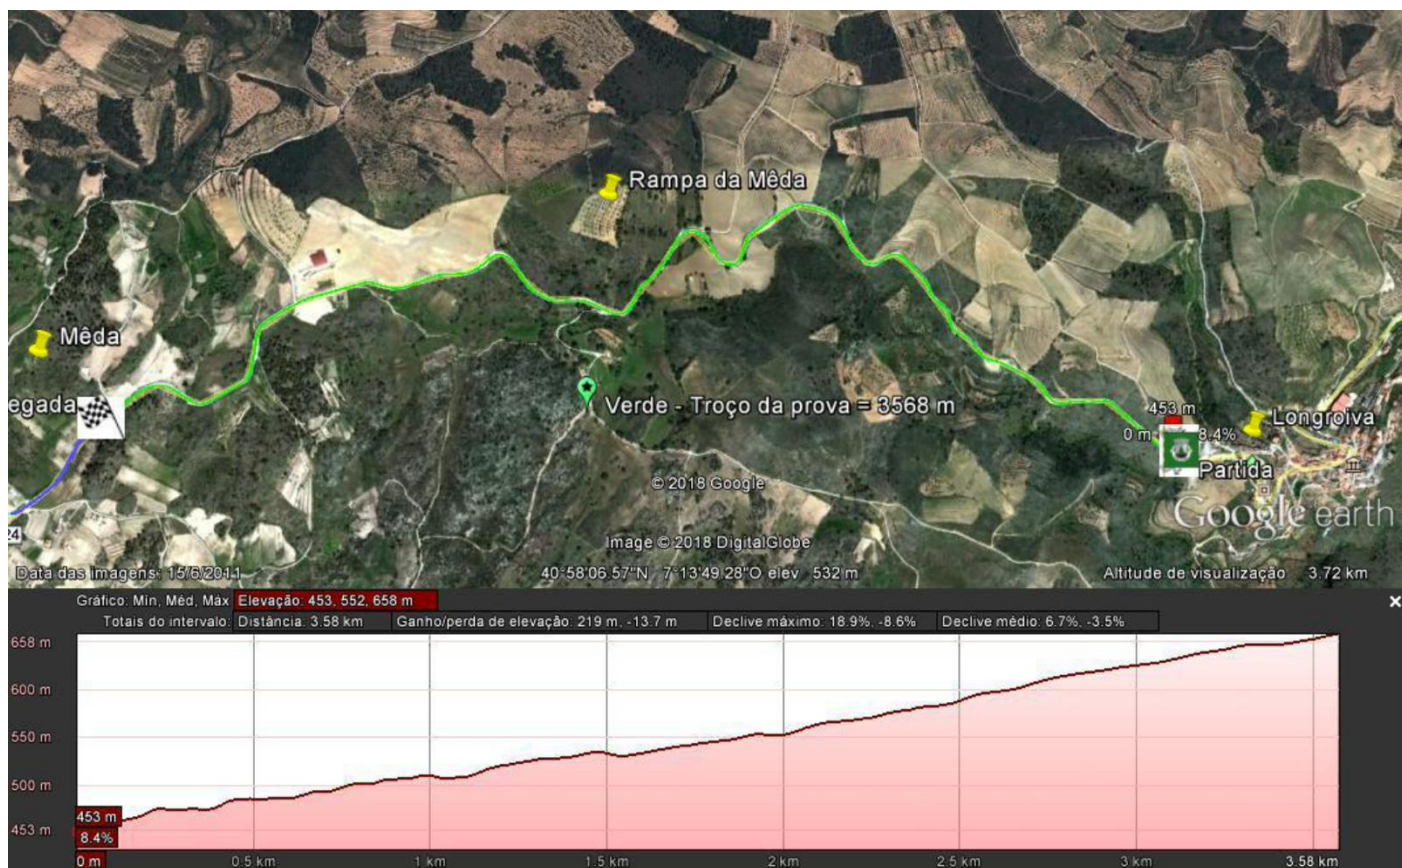 Rampa da Mêda
Mêda
egada
Verde - Troço da prova = 3568 m
453 m
0 m
8.4%
Longroiva
Partida
© 2018 Google
Google earth
Image © 2018 DigitalGlobe
24
Data das imagens: 15/6/2011
40°58'06.57"N 7°13'49.28"O elev 532 m
Altitude de visualização 3.72 km
Gráfico: Mín, Méd, Máx Elevação: 453, 552, 658 m
Totais do intervalo: Distância: 3.58 km Ganho/perda de elevação: 219 m, -13.7 m Declive máximo: 18.9%, -8.6% Declive médio: 6.7%, -3.5%
658 m
600 m
550 m
500 m
453 m
453 m
8.4%
0 m 0.5 km 1 km 1.5 km 2 km 2.5 km 3 km 3.58 km